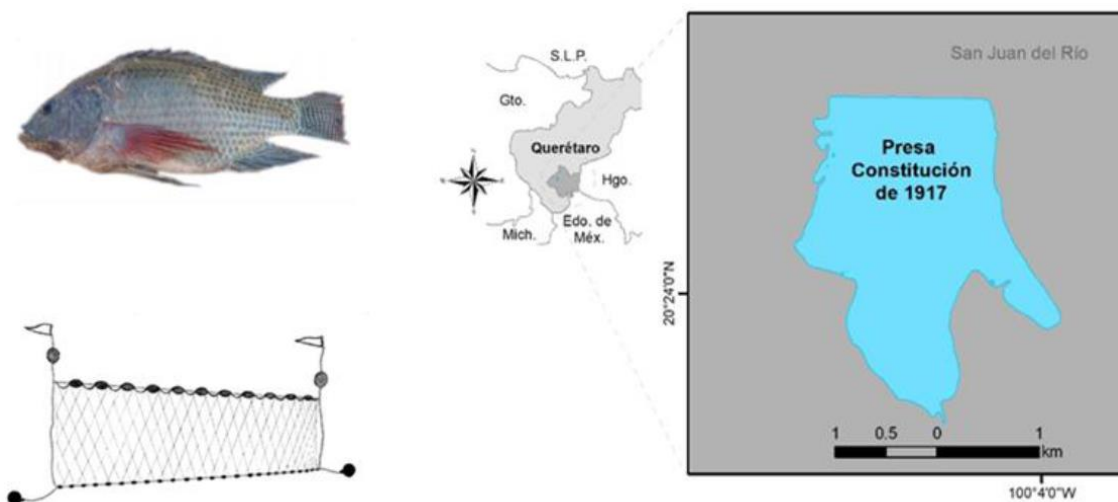 S.L.P.
Gto.
Querétaro
Hgo.
Mich.
Edo. de
Méx.
San Juan del Río
Presa
Constitución
de 1917
20°24'0"N
1 0.5 0 1
km
100°4'0"W